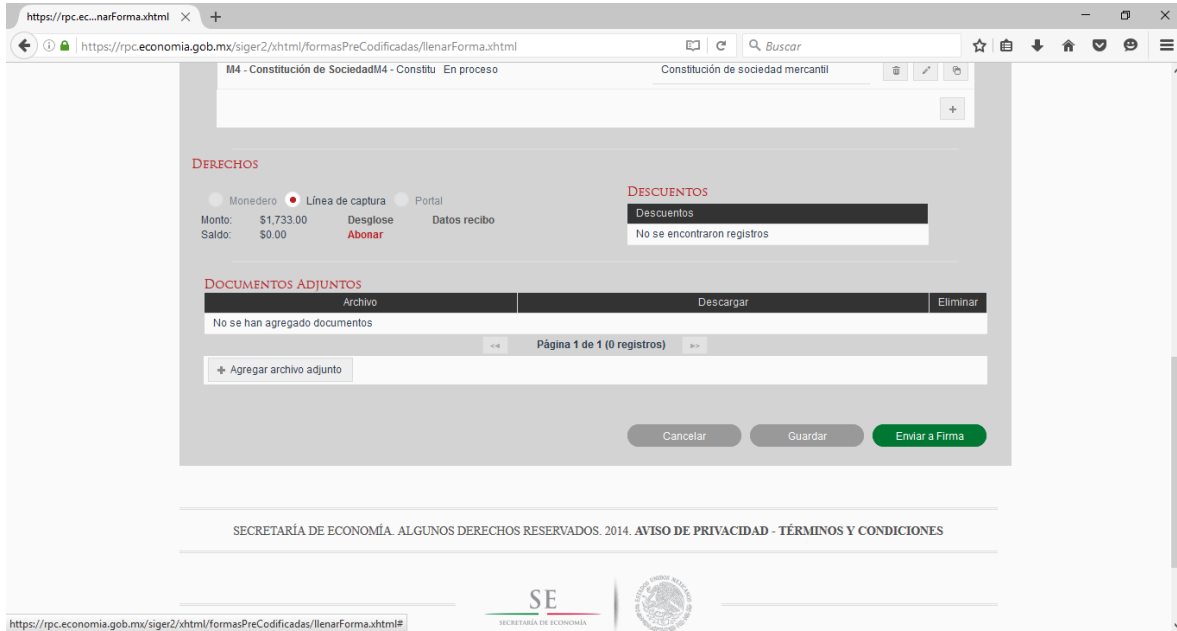 https://rpc.ec...narForma.xhtml
https://rpc.economia.gob.mx/siger2/xhtml/formasPreCodificadas/llenarForma.xhtml
Buscar
M4 - Constitución de SociedadM4 - Constitu En proceso Constitución de sociedad mercantil
DERECHOS
Monedero Línea de captura Portal
Monto: $1,733.00 Desglose Datos recibo
Saldo: $0.00 Abonar
DESCUENTOS
Descuentos
No se encontraron registros
DOCUMENTOS ADJUNTOS
Archivo Descargar Eliminar
No se han agregado documentos
Página 1 de 1 (0 registros)
Agregar archivo adjunto
Cancelar Guardar Enviar a Firma
SECRETARÍA DE ECONOMÍA. ALGUNOS DERECHOS RESERVADOS. 2014. AVISO DE PRIVACIDAD - TÉRMINOS Y CONDICIONES
SE
SECRETARÍA DE ECONOMÍA
ESTADOS UNIDOS MEXICANOS
https://rpc.economia.gob.mx/siger2/xhtml/formasPreCodificadas/llenarForma.xhtml#